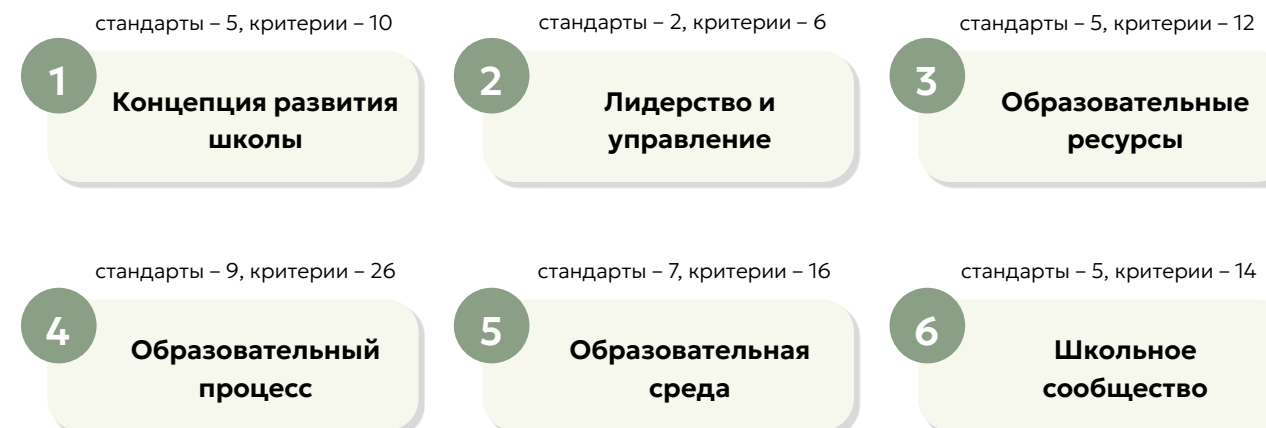 стандарты – 5, критерии – 10
1
Концепция развития
школы
стандарты – 2, критерии – 6
2
Лидерство и
управление
стандарты – 5, критерии – 12
3
Образовательные
ресурсы
стандарты – 9, критерии – 26
4
Образовательный
процесс
стандарты – 7, критерии – 16
5
Образовательная
среда
стандарты – 5, критерии – 14
6
Школьное
сообщество